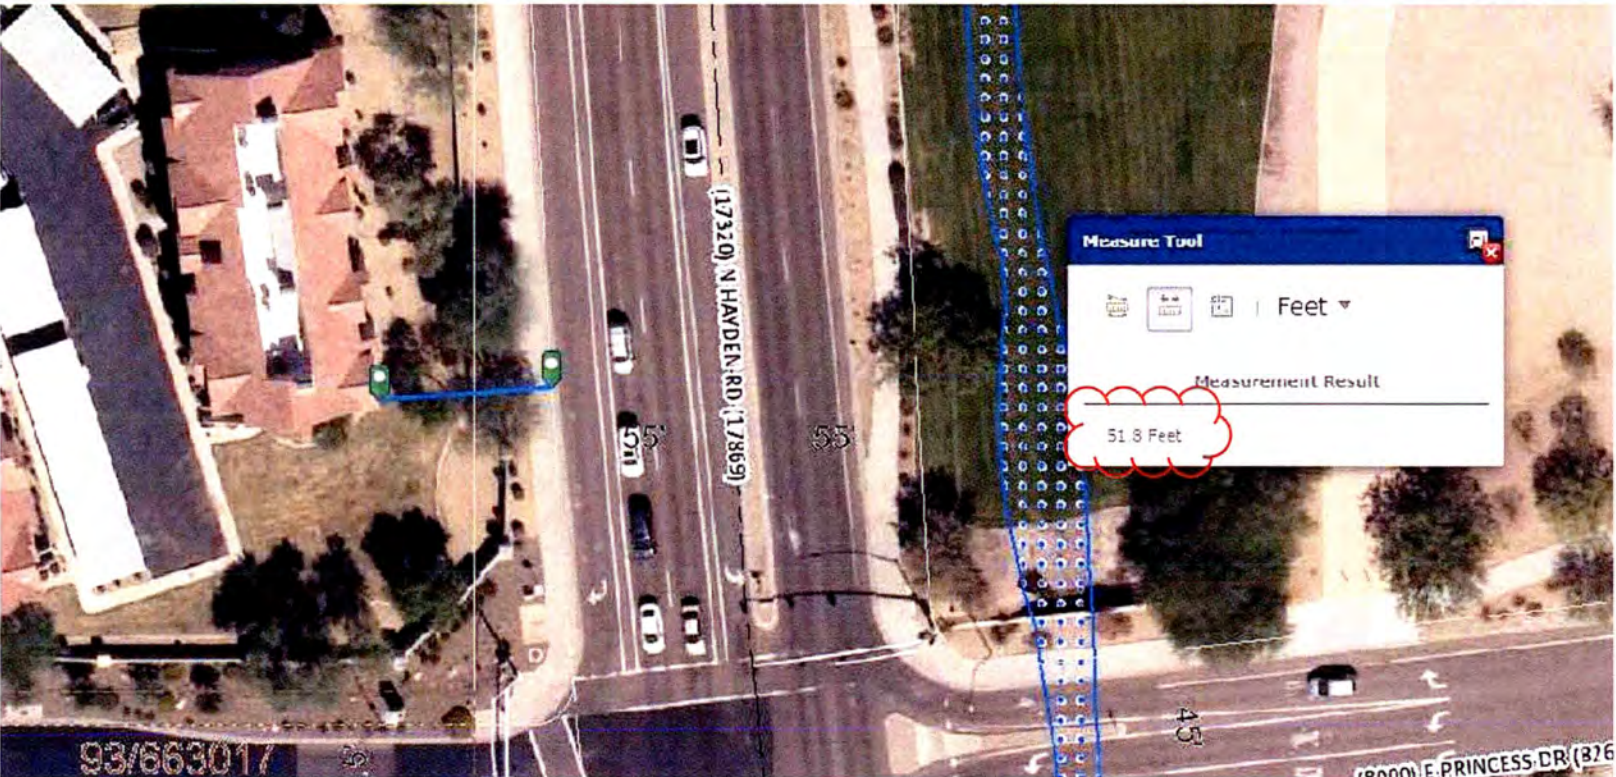 (17320) N HAYDEN RD (17869)
Measure Tool
Feet
Measurement Result
51.8 Feet
55'
55'
D
45'
93/663017
(8000) E PRINCESS DR (826